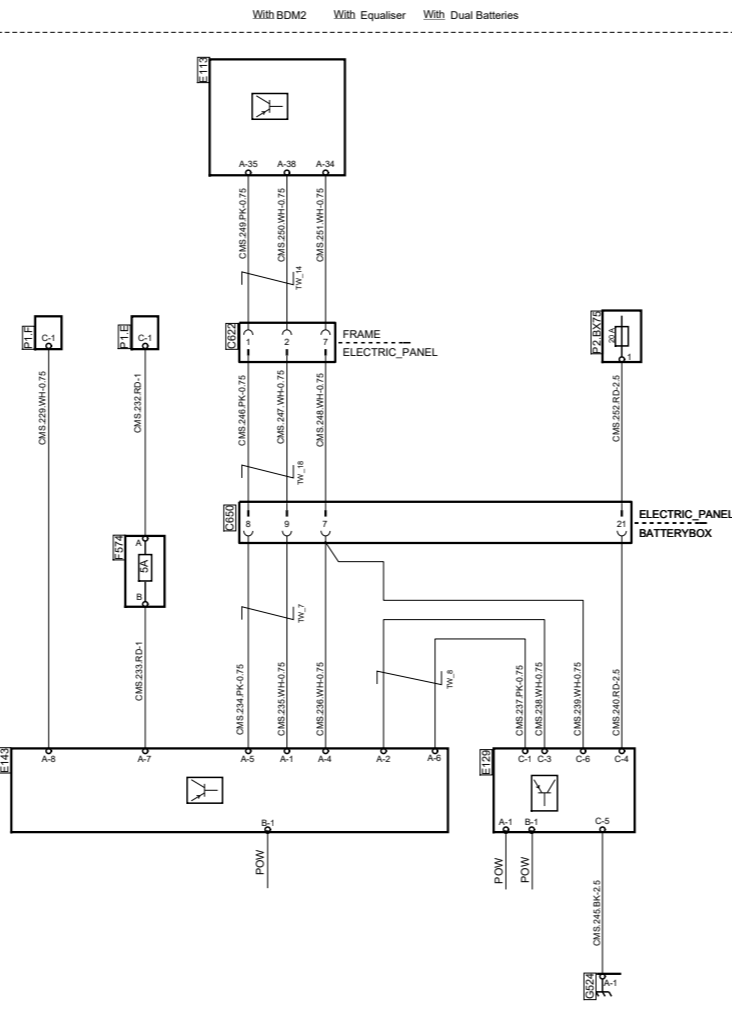 With BDM2 With Equaliser With Dual Batteries
E113
A-35 A-38 A-34
CMS.249.PK-0.75
CMS.250.WH-0.75
CMS.251.WH-0.75
TW_14
P1.F
C-1
P1.E
C-1
C622
1 2 7
FRAME
ELECTRIC_PANEL
P2.BX75
20 A
1
CMS.229.WH-0.75
CMS.232.RD-1
CMS.246.PK-0.75
CMS.247.WH-0.75
CMS.248.WH-0.75
CMS.252.RD-2.5
TW_18
C650
8 9 7 21
ELECTRIC_PANEL
BATTERYBOX
F574
A
5A
B
CMS.233.RD-1
TW_7
CMS.234.PK-0.75
CMS.235.WH-0.75
CMS.236.WH-0.75
TW_8
CMS.237.PK-0.75
CMS.238.WH-0.75
CMS.239.WH-0.75
CMS.240.RD-2.5
E143
A-8 A-7 A-5 A-1 A-4 A-2 A-6
B-1
POW
E129
C-1 C-3 C-6 C-4
A-1 B-1 C-5
POW
POW
CMS.245.BK-2.5
G524
A-1